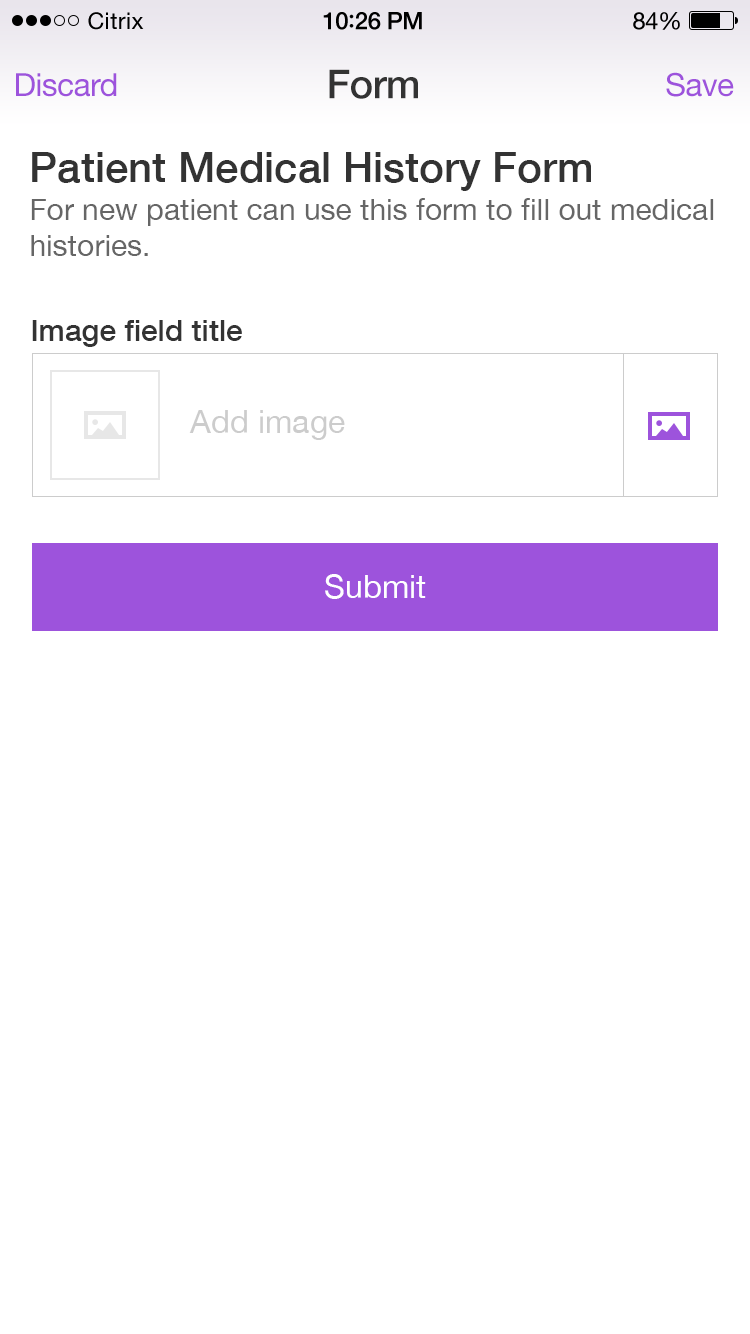 Citrix 10:26 PM 84%
Discard Form Save
Patient Medical History Form
For new patient can use this form to fill out medical
histories.
Image field title
Add image
Submit